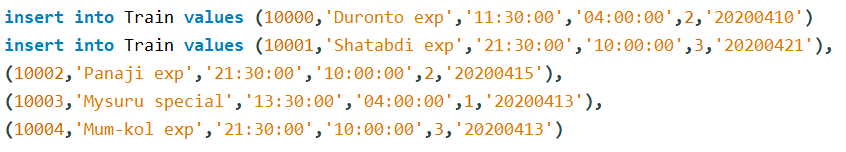 insert into Train values (10000,'Duronto exp','11:30:00','04:00:00',2,'20200410')
insert into Train values (10001,'Shatabdi exp','21:30:00','10:00:00',3,'20200421'),
(10002,'Panaji exp','21:30:00','10:00:00',2,'20200415'),
(10003,'Mysuru special','13:30:00','04:00:00',1,'20200413'),
(10004,'Mum-kol exp','21:30:00','10:00:00',3,'20200413')